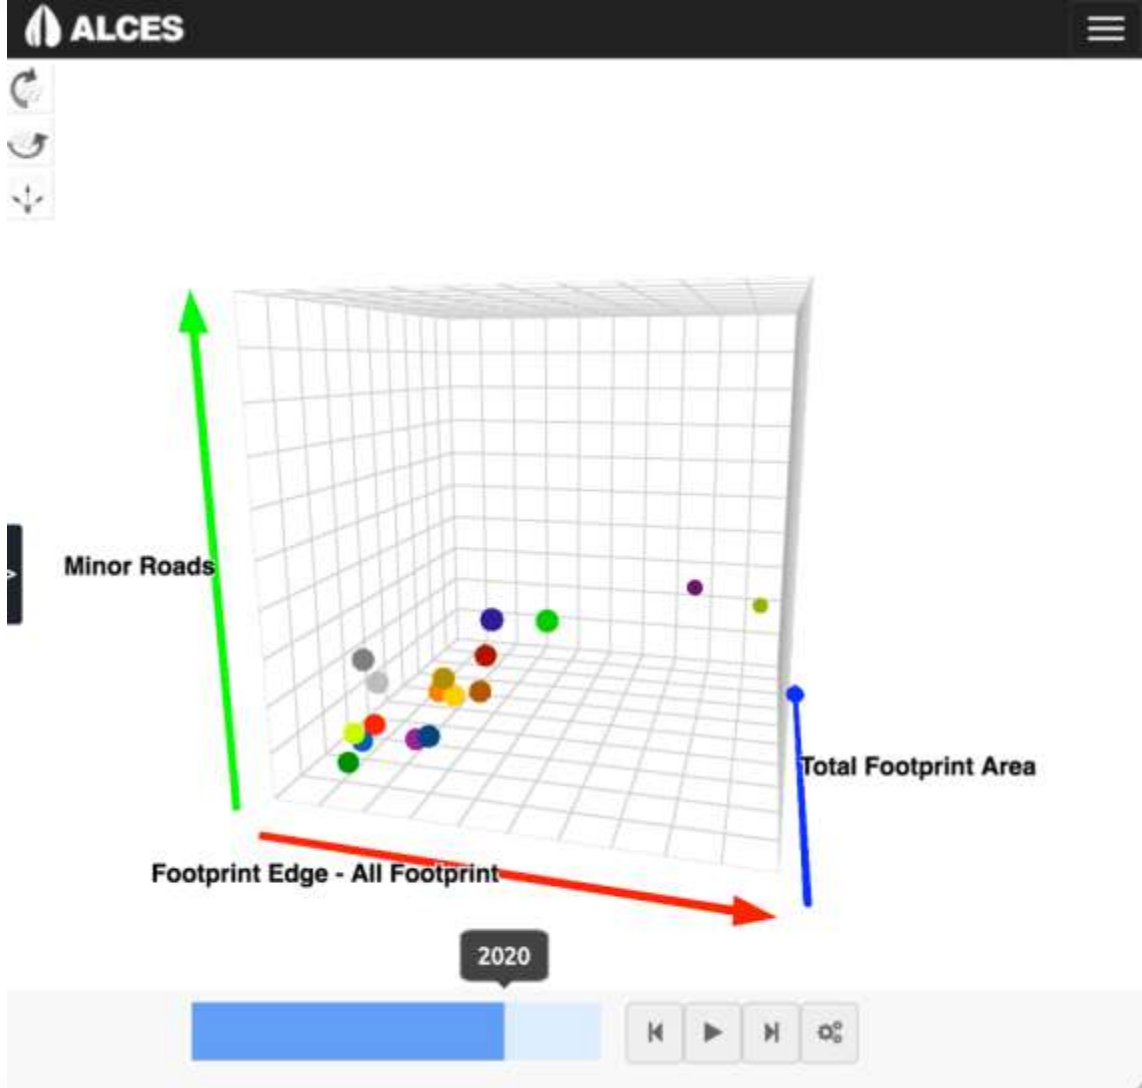 ALCES
Minor Roads
Total Footprint Area
Footprint Edge - All Footprint
2020